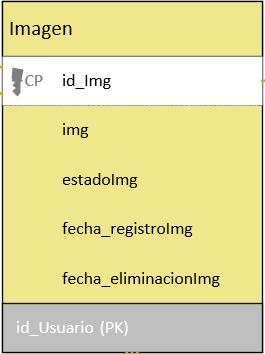 Imagen
CP id_Img
img
estadoImg
fecha_registroImg
fecha_eliminacionImg
id_Usuario (PK)